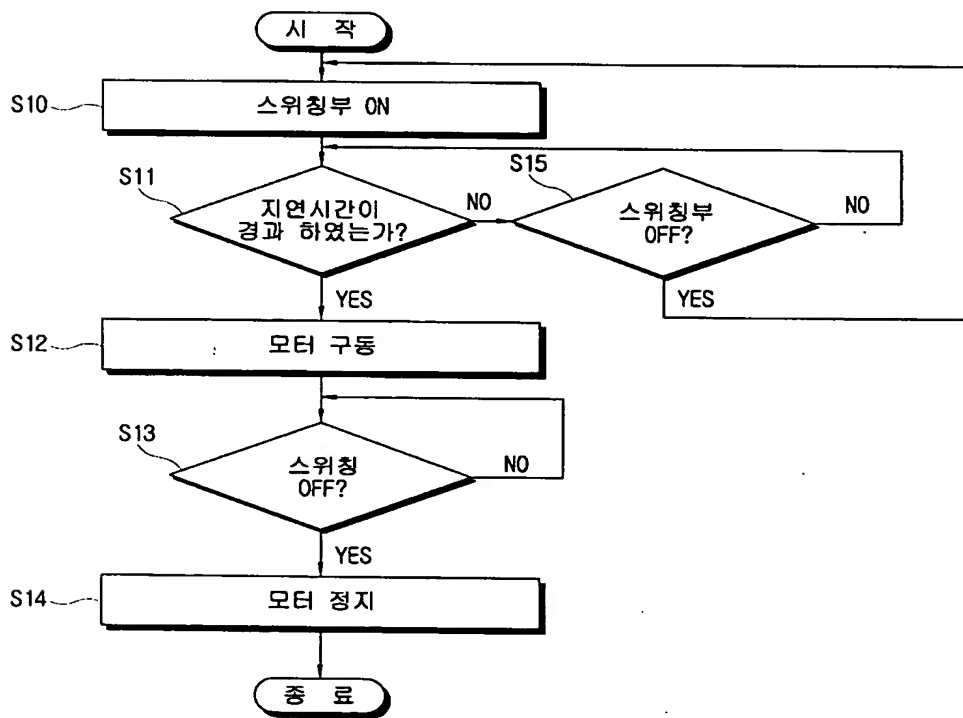 시 작
S10
스위칭부 ON
S11
지연시간이
경과 하였는가?
NO
S15
스위칭부
OFF?
NO
YES
YES
S12
모터 구동
S13
스위칭
OFF?
NO
YES
S14
모터 정지
종 료